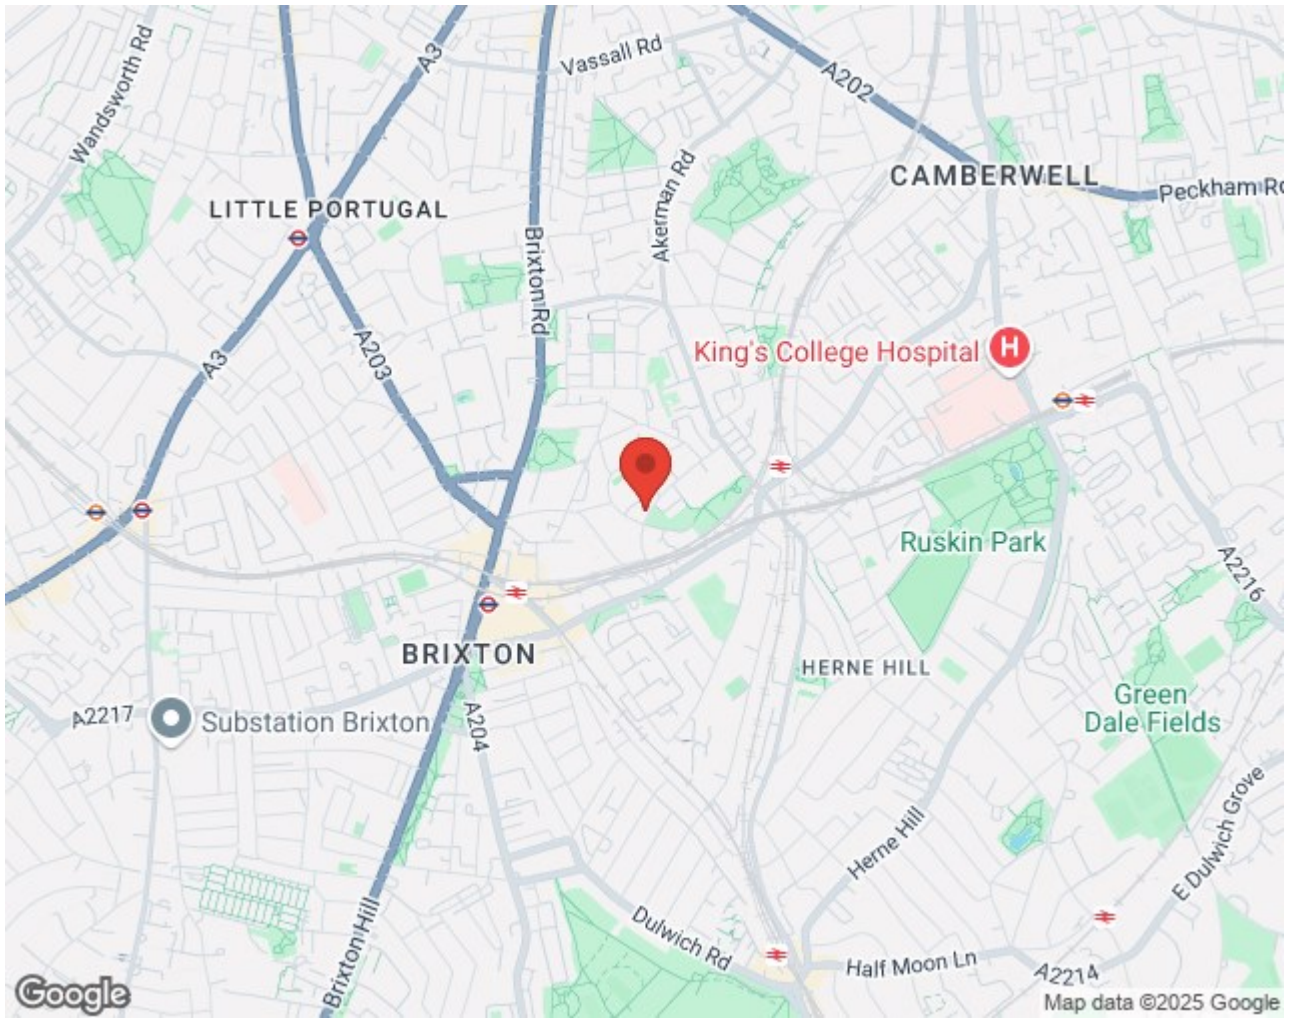 Wandsworth Rd
A3
Vassall Rd
A202
CAMBERWELL
Peckham Rd
LITTLE PORTUGAL
Akerman Rd
Brixton Rd
A203
A3
King's College Hospital
H
Ruskin Park
A2216
BRIXTON
HERNE HILL
Green
Dale Fields
A2217
Substation Brixton
A204
E Dulwich Grove
Herne Hill
Brixton Hill
Dulwich Rd
Half Moon Ln
A2214
Google
Map data ©2025 Google